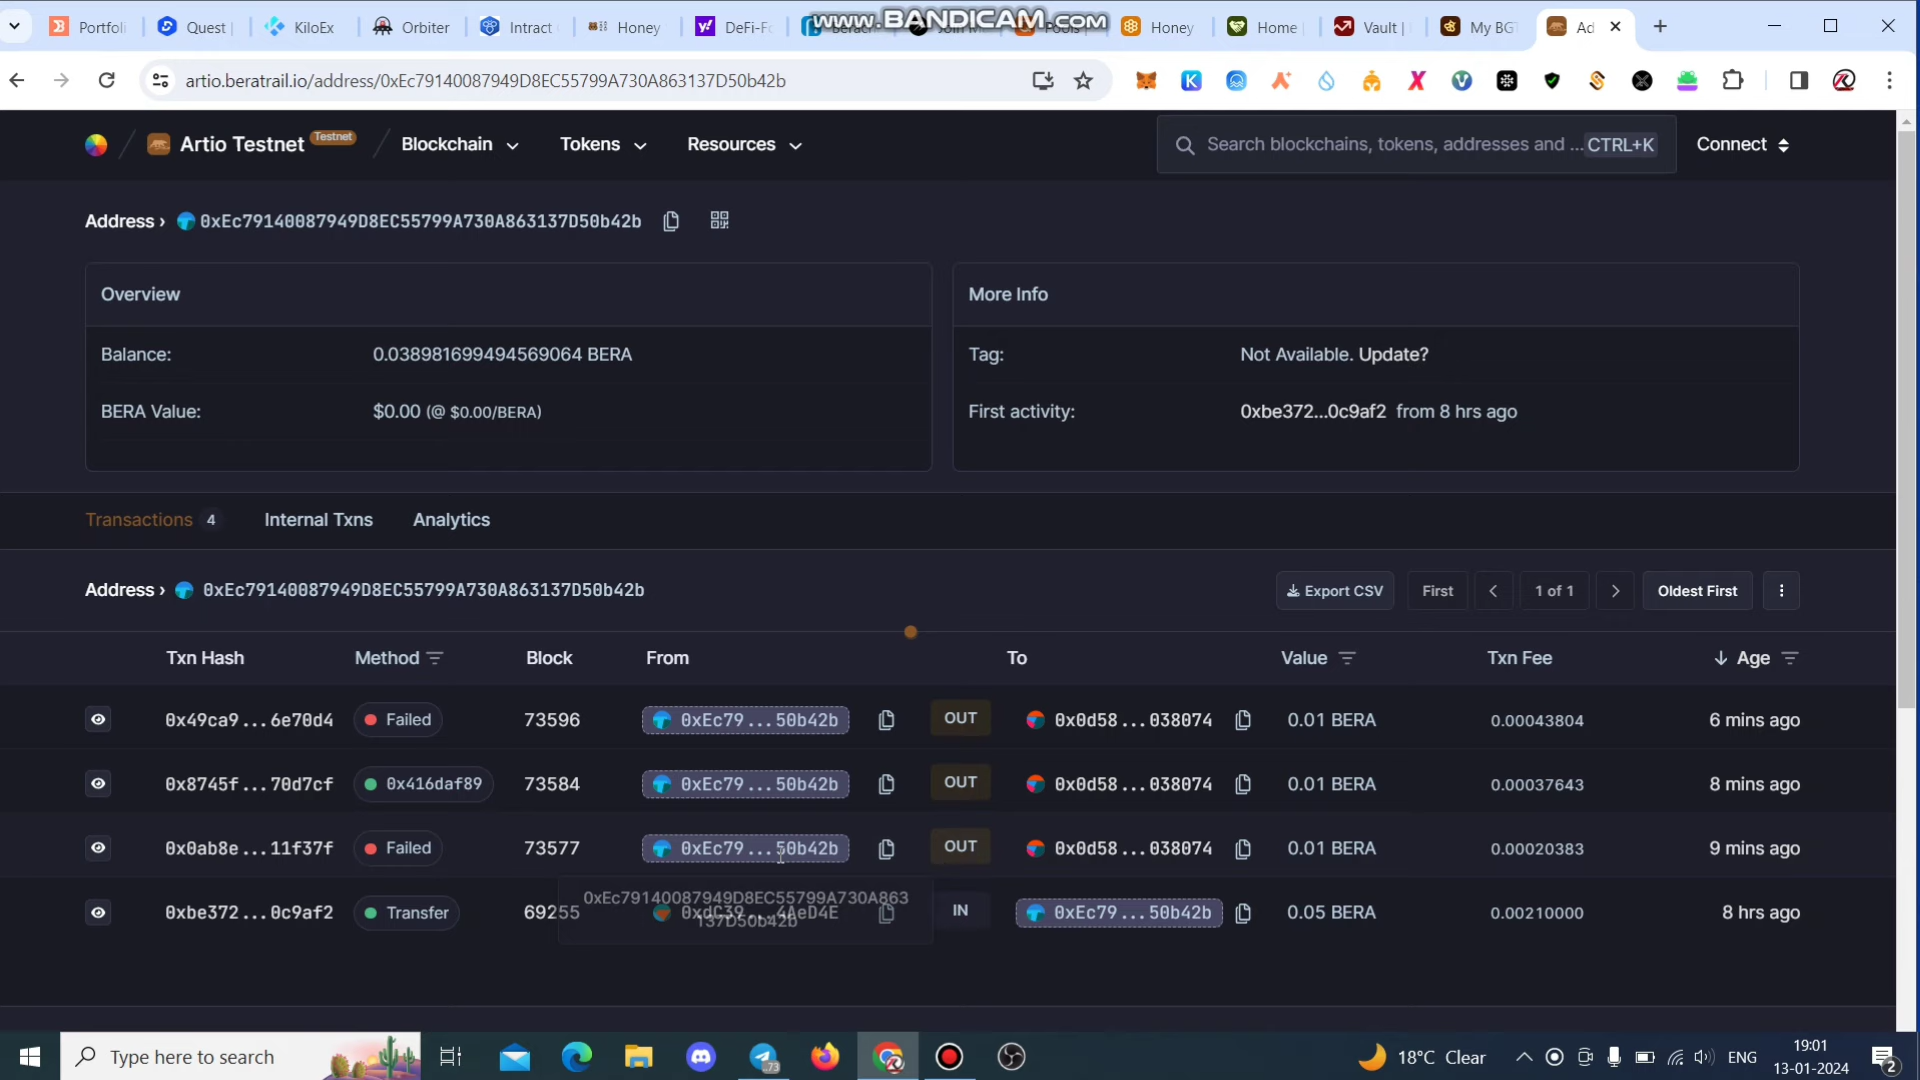 Portfoli
Quest
KiloEx
Orbiter
Intract
Honey
DeFi-Fo
www.BANDICAM.com
Pools
Honey
Home
Vault
My BGT
Ad
artio.beratrail.io/address/0xEc79140087949D8EC55799A730A863137D50b42b
Artio Testnet Testnet
Blockchain
Tokens
Resources
Search blockchains, tokens, addresses and ... CTRL+K
Connect
Address › 0xEc79140087949D8EC55799A730A863137D50b42b
Overview
Balance: 0.038981699494569064 BERA
BERA Value: $0.00 (@ $0.00/BERA)
More Info
Tag: Not Available. Update?
First activity: 0xbe372...0c9af2 from 8 hrs ago
Transactions 4 Internal Txns Analytics
Address › 0xEc79140087949D8EC55799A730A863137D50b42b
Export CSV First 1 of 1 Oldest First
Txn Hash Method Block From To Value Txn Fee Age
0x49ca9...6e70d4 Failed 73596 0xEc79...50b42b OUT 0x0d58...038074 0.01 BERA 0.00043804 6 mins ago
0x8745f...70d7cf 0x416daf89 73584 0xEc79...50b42b OUT 0x0d58...038074 0.01 BERA 0.00037643 8 mins ago
0x0ab8e...11f37f Failed 73577 0xEc79...50b42b OUT 0x0d58...038074 0.01 BERA 0.00020383 9 mins ago
0xEc79140087949D8EC55799A730A863
137D50b42b
0xbe372...0c9af2 Transfer 69255 0xdC39...4AeD4E IN 0xEc79...50b42b 0.05 BERA 0.00210000 8 hrs ago
Type here to search
73
18°C Clear
ENG
19:01
13-01-2024
2